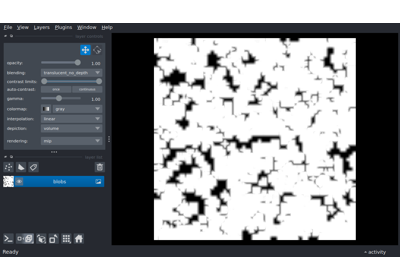 File View Layers Plugins Window Help
opacity: 1.00
blending: translucent_no_depth
contrast limits:
auto-contrast: once continuous
gamma: 1.00
colormap: gray
interpolation: linear
depiction: volume
rendering: mip
blobs
Ready activity